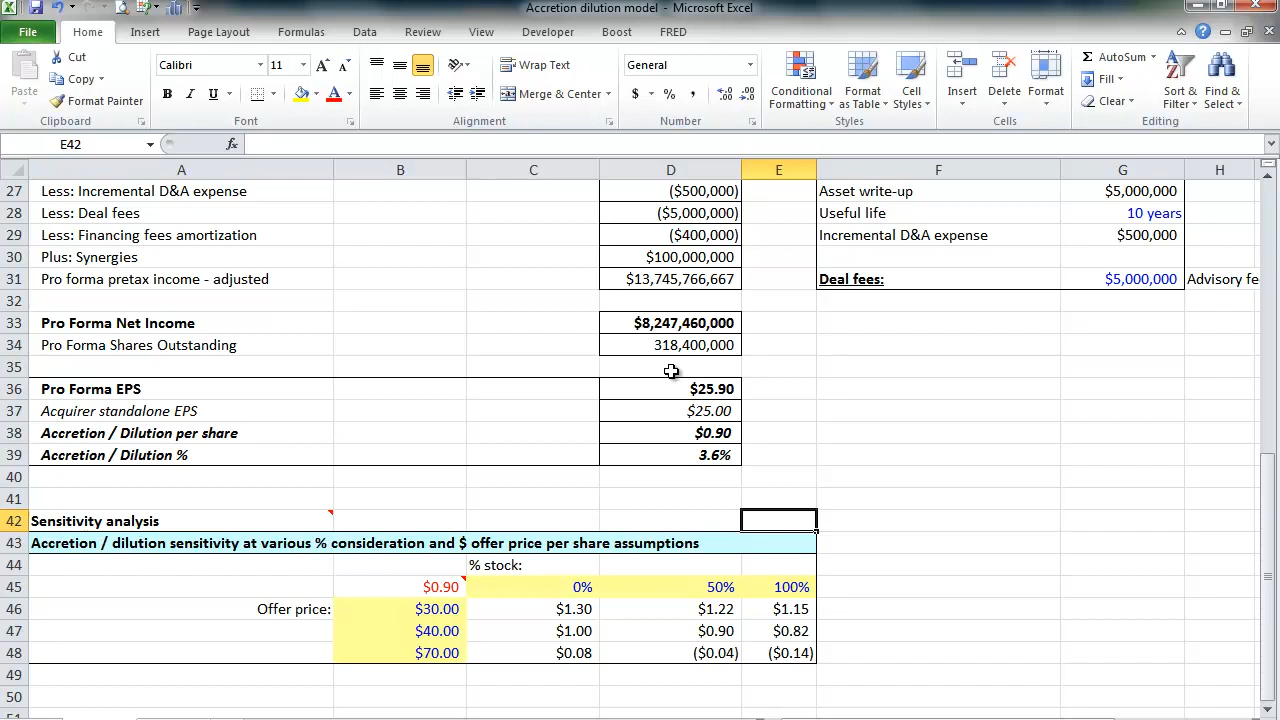 Accretion dilution model - Microsoft Excel
File Home Insert Page Layout Formulas Data Review View Developer Boost FRED
Cut Calibri 11 Wrap Text General Σ AutoSum
Paste Copy Conditional Formatting Format as Table Cell Styles Insert Delete Format Fill Sort & Filter Find & Select
Format Painter B I U A Merge & Center $ % , Clear
Clipboard Font Alignment Number Styles Cells Editing
E42 fx
A B C D E F G H
27 Less: Incremental D&A expense ($500,000) Asset write-up $5,000,000
28 Less: Deal fees ($5,000,000) Useful life 10 years
29 Less: Financing fees amortization ($400,000) Incremental D&A expense $500,000
30 Plus: Synergies $100,000,000
31 Pro forma pretax income - adjusted $13,745,766,667 Deal fees: $5,000,000 Advisory fe
32
33 Pro Forma Net Income $8,247,460,000
34 Pro Forma Shares Outstanding 318,400,000
35
36 Pro Forma EPS $25.90
37 Acquirer standalone EPS $25.00
38 Accretion / Dilution per share $0.90
39 Accretion / Dilution % 3.6%
40
41
42 Sensitivity analysis
43 Accretion / dilution sensitivity at various % consideration and $ offer price per share assumptions
44 % stock:
45 $0.90 0% 50% 100%
46 Offer price: $30.00 $1.30 $1.22 $1.15
47 $40.00 $1.00 $0.90 $0.82
48 $70.00 $0.08 ($0.04) ($0.14)
49
50